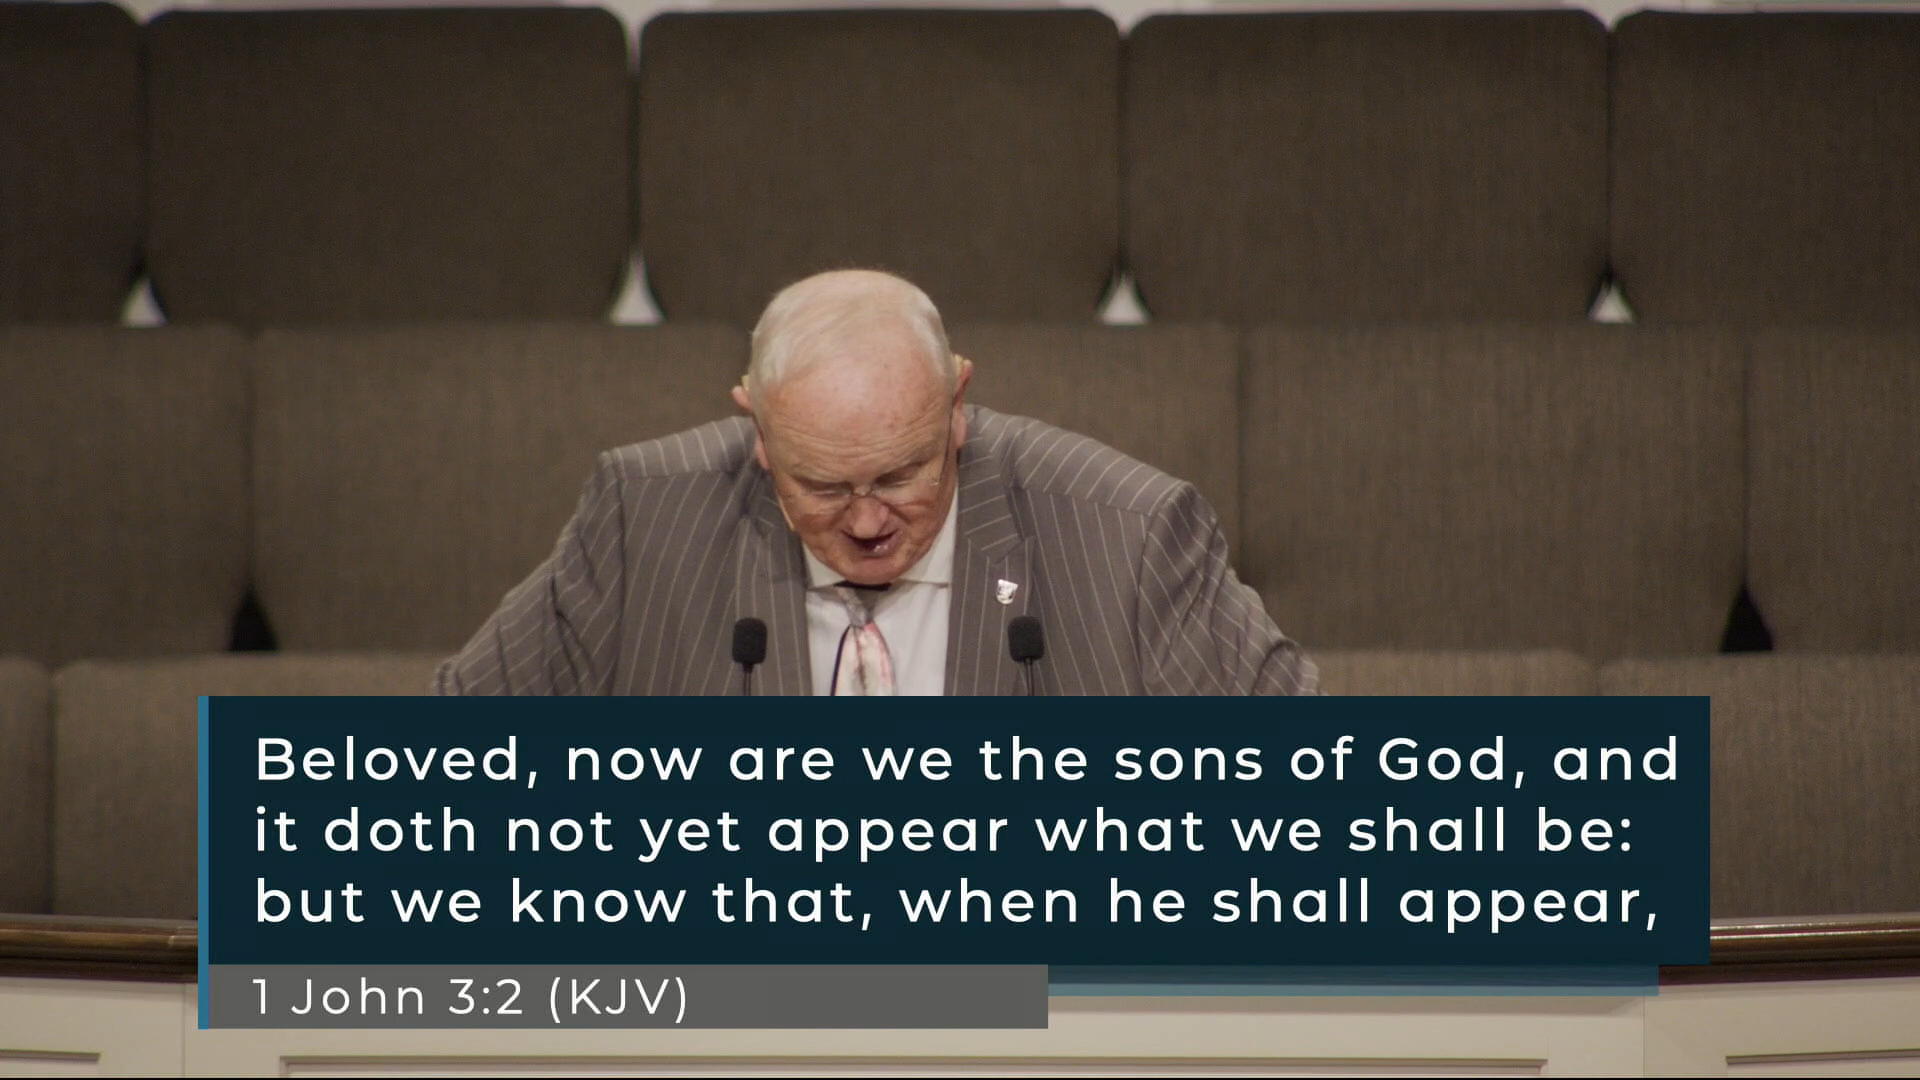 Beloved, now are we the sons of God, and
it doth not yet appear what we shall be:
but we know that, when he shall appear,
1 John 3:2 (KJV)